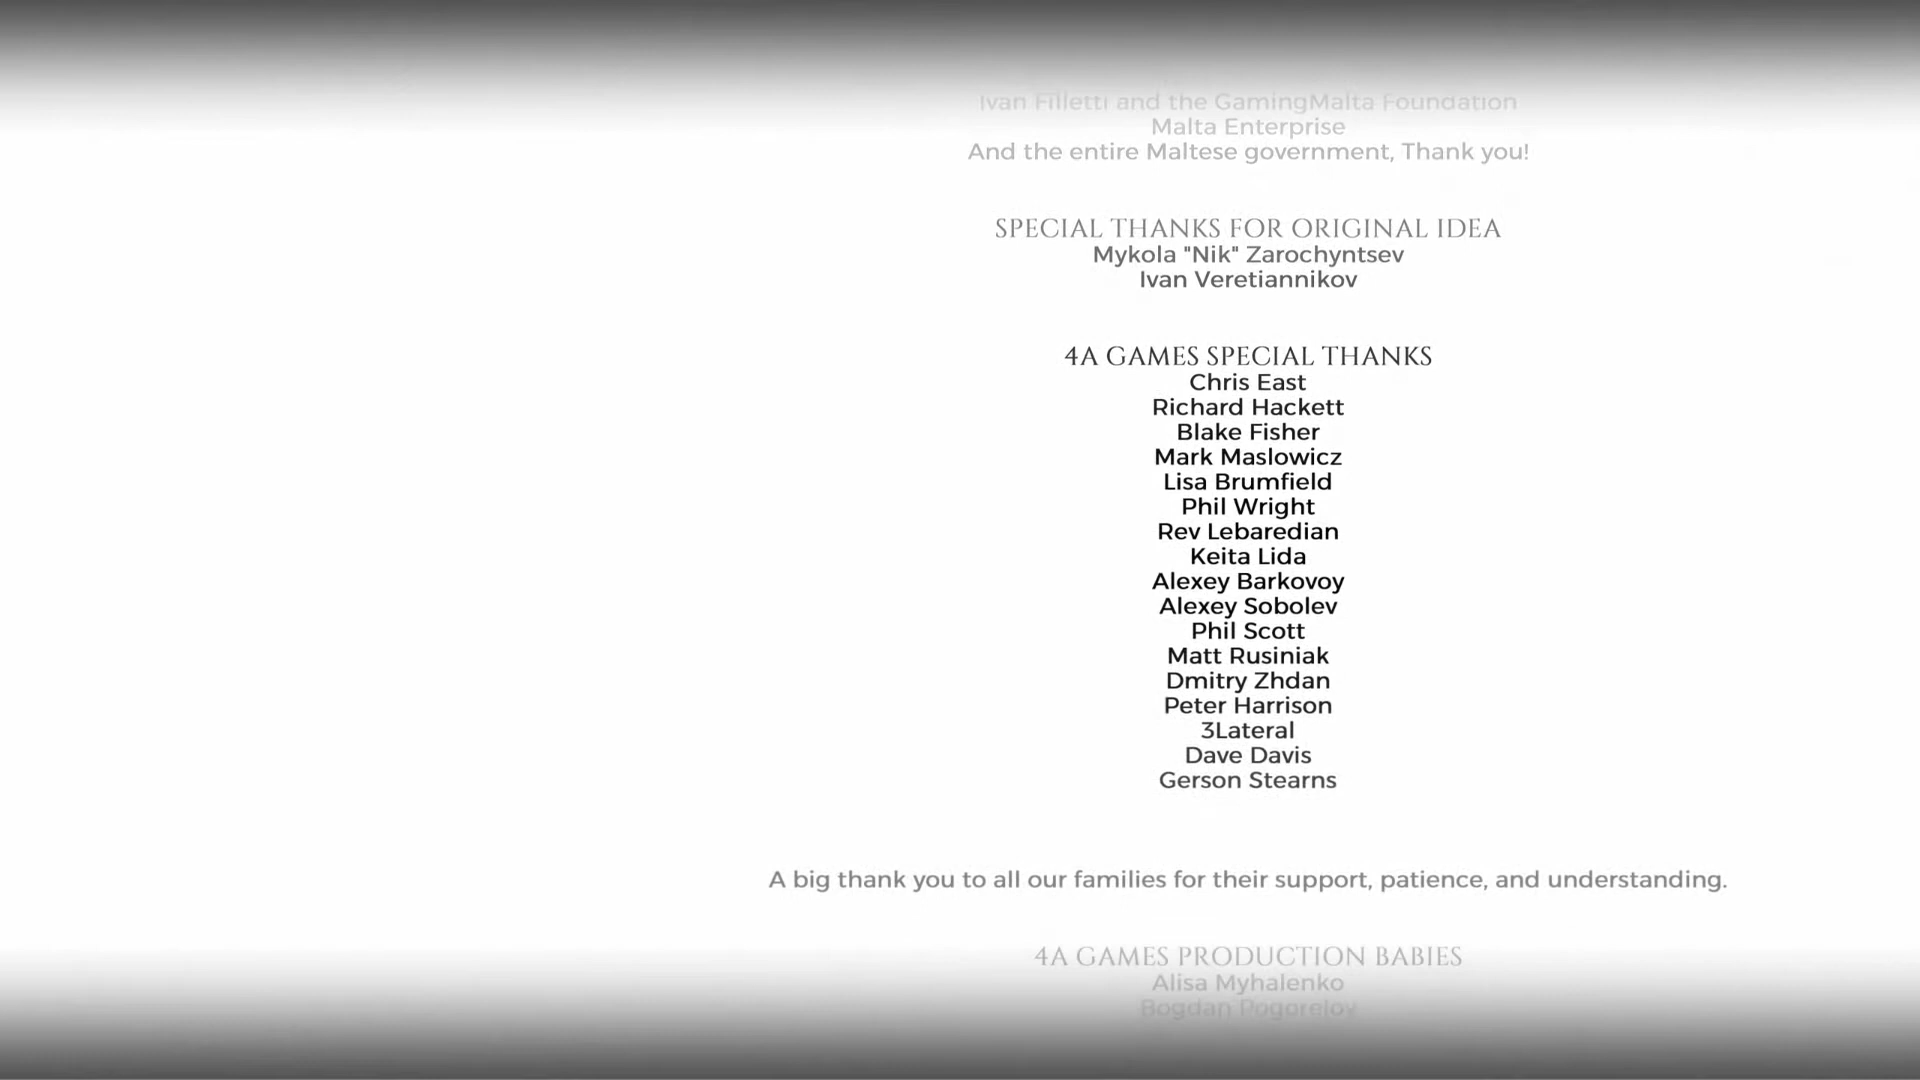 Ivan Filletti and the GamingMalta Foundation
Malta Enterprise
And the entire Maltese government, Thank you!
SPECIAL THANKS FOR ORIGINAL IDEA
Mykola "Nik" Zarochyntsev
Ivan Veretiannikov
4A GAMES SPECIAL THANKS
Chris East
Richard Hackett
Blake Fisher
Mark Maslowicz
Lisa Brumfield
Phil Wright
Rev Lebaredian
Keita Lida
Alexey Barkovoy
Alexey Sobolev
Phil Scott
Matt Rusiniak
Dmitry Zhdan
Peter Harrison
3Lateral
Dave Davis
Gerson Stearns
A big thank you to all our families for their support, patience, and understanding.
4A GAMES PRODUCTION BABIES
Alisa Myhalenko
Bogdan Pogorelov